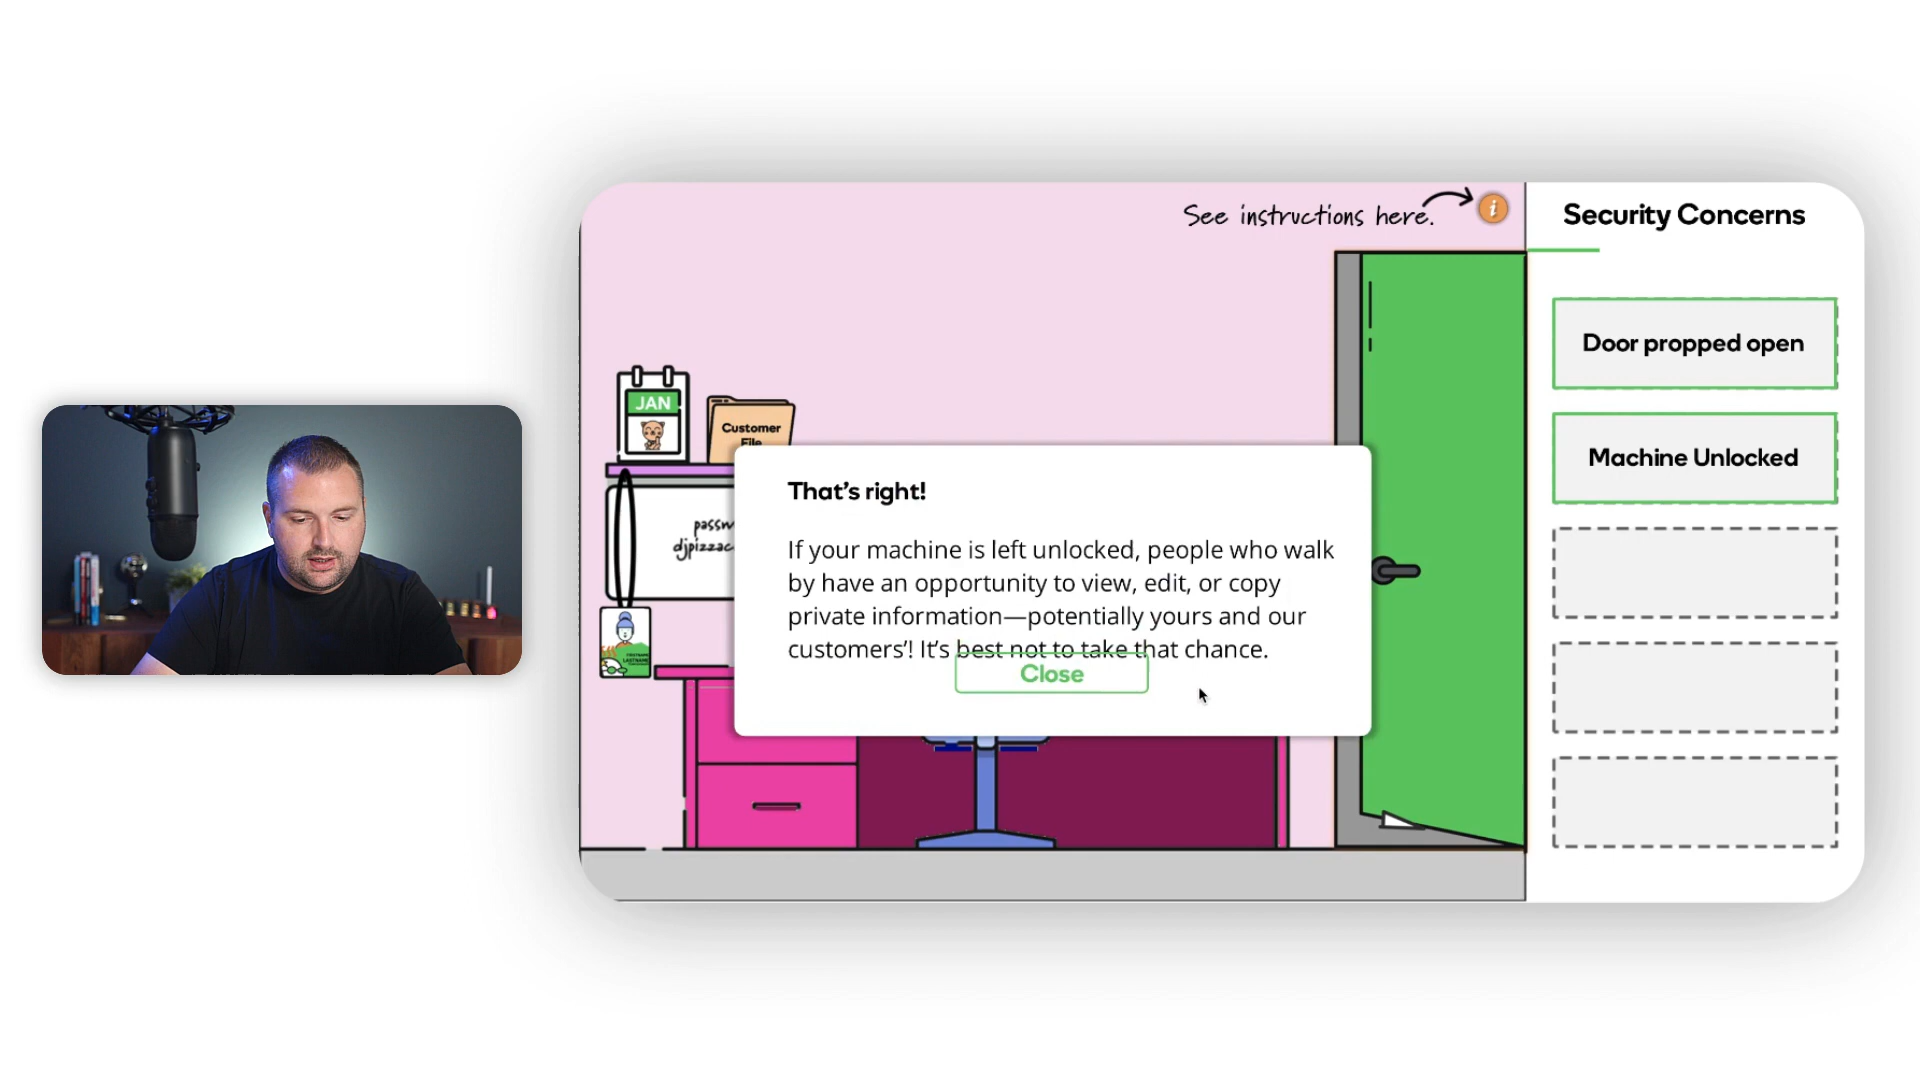 See instructions here.
i
Security Concerns
Door propped open
Machine Unlocked
JAN
Customer
File
That's right!
If your machine is left unlocked, people who walk
by have an opportunity to view, edit, or copy
private information—potentially yours and our
customers'! It's best not to take that chance.
Close